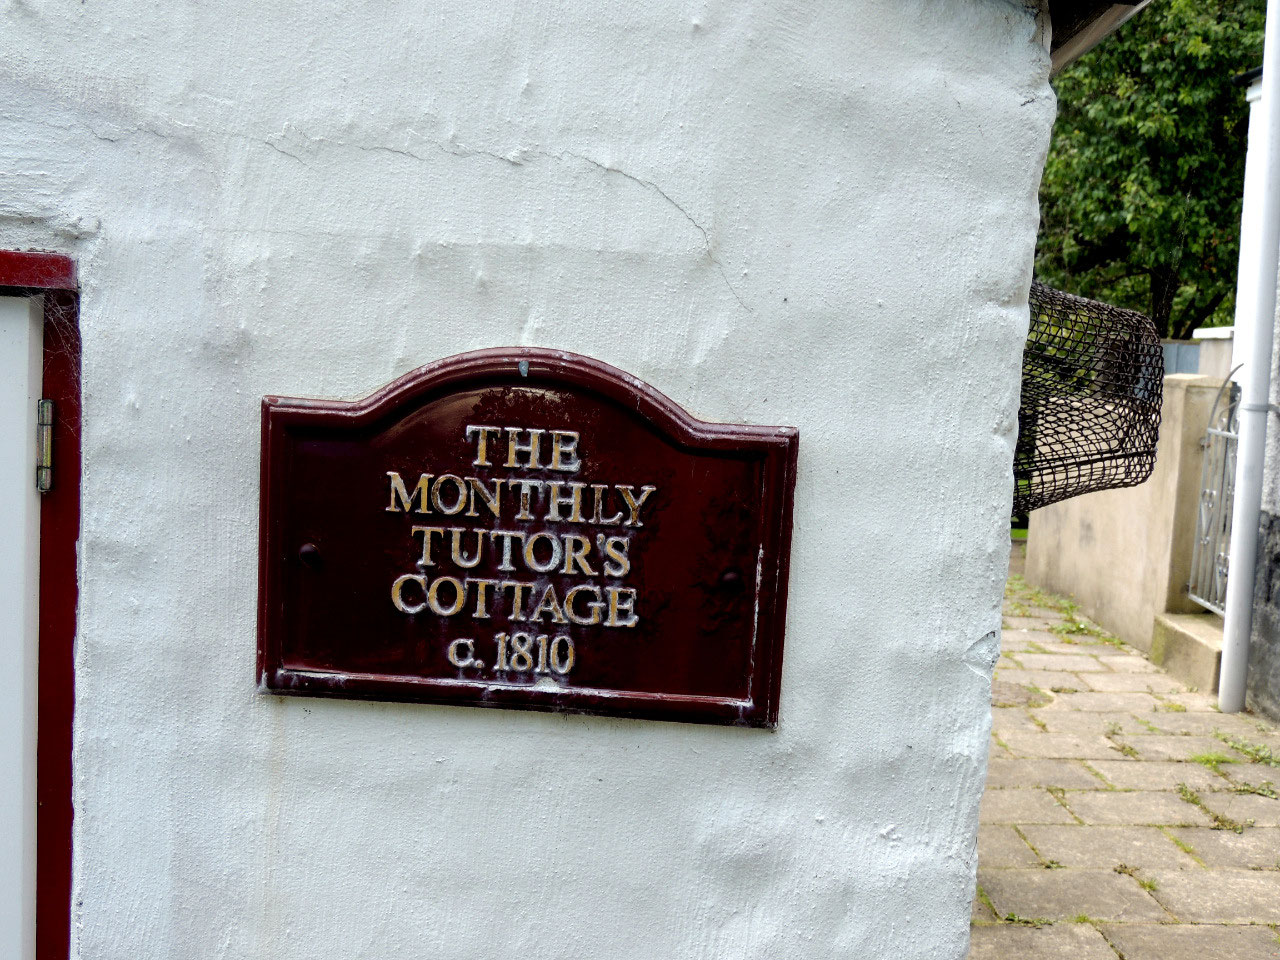 THE
MONTHLY
TUTOR'S
COTTAGE
c. 1810